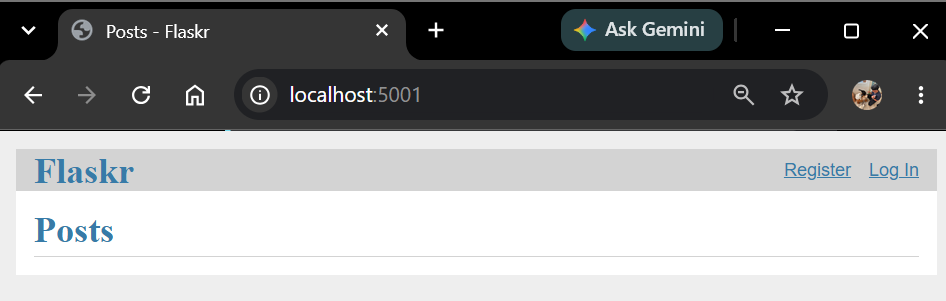 Posts - Flaskr
Ask Gemini
localhost:5001
Flaskr
Register Log In
Posts